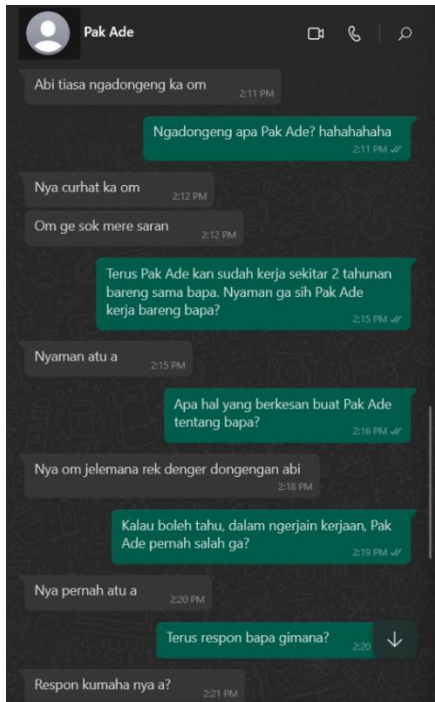 Pak Ade
Abi tiasa ngadongeng ka om
2:11 PM
Ngadongeng apa Pak Ade? hahahahaha
2:11 PM
Nya curhat ka om
2:12 PM
Om ge sok mere saran
2:12 PM
Terus Pak Ade kan sudah kerja sekitar 2 tahunan
bareng sama bapa. Nyaman ga sih Pak Ade
kerja bareng bapa?
2:15 PM
Nyaman atu a
2:15 PM
Apa hal yang berkesan buat Pak Ade
tentang bapa?
2:16 PM
Nya om jelemana rek denger dongengan abi
2:18 PM
Kalau boleh tahu, dalam ngerjain kerjaan, Pak
Ade pernah salah ga?
2:19 PM
Nya pernah atu a
2:20 PM
Terus respon bapa gimana?
2:20
Respon kumaha nya a?
2:21 PM